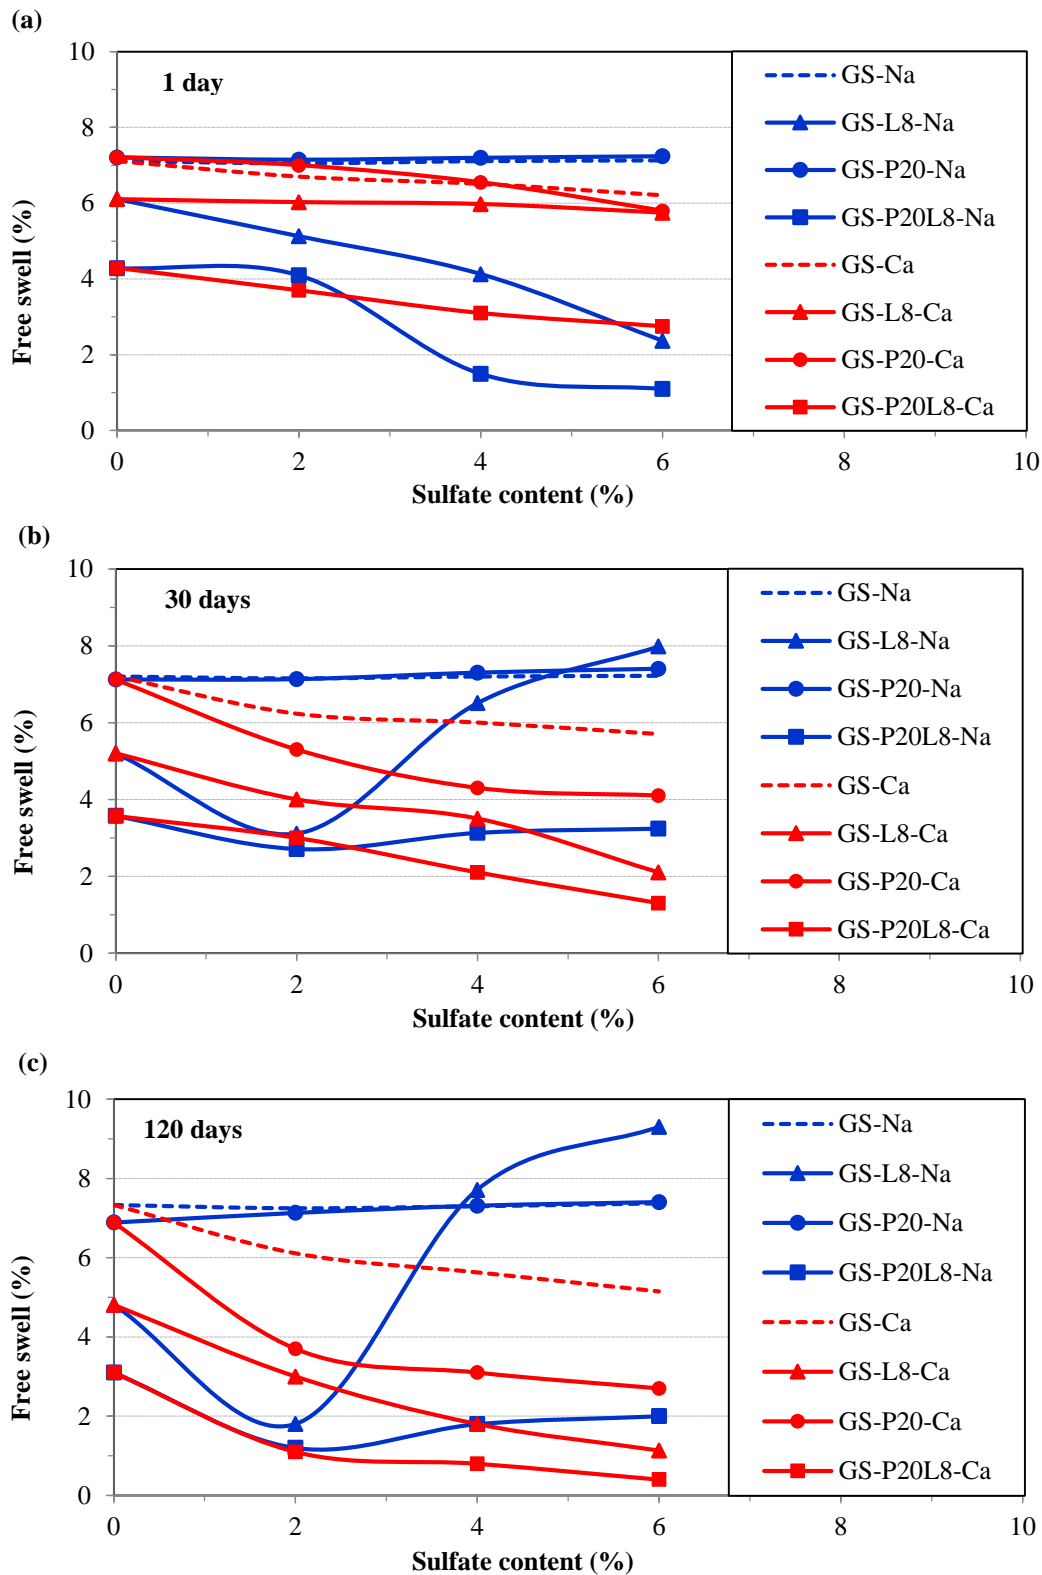 (a)
10
8
6
4
2
0
Free swell (%)
1 day
GS-Na
GS-L8-Na
GS-P20-Na
GS-P20L8-Na
GS-Ca
GS-L8-Ca
GS-P20-Ca
GS-P20L8-Ca
0 2 4 6 8 10
Sulfate content (%)
(b)
10
8
6
4
2
0
Free swell (%)
30 days
GS-Na
GS-L8-Na
GS-P20-Na
GS-P20L8-Na
GS-Ca
GS-L8-Ca
GS-P20-Ca
GS-P20L8-Ca
0 2 4 6 8 10
Sulfate content (%)
(c)
10
8
6
4
2
0
Free swell (%)
120 days
GS-Na
GS-L8-Na
GS-P20-Na
GS-P20L8-Na
GS-Ca
GS-L8-Ca
GS-P20-Ca
GS-P20L8-Ca
0 2 4 6 8 10
Sulfate content (%)